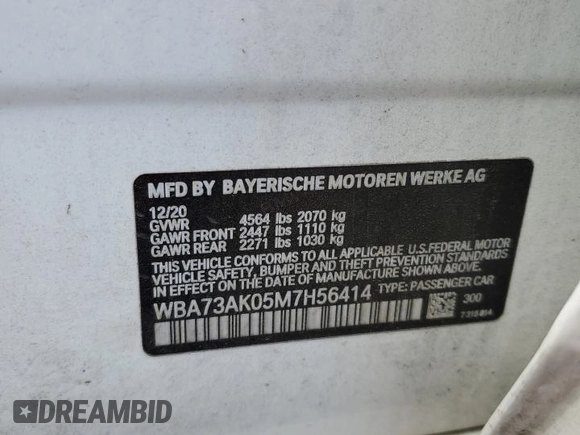 MFD BY BAYERISCHE MOTOREN WERKE AG
12/20
GVWR 4564 lbs 2070 kg
GAWR FRONT 2447 lbs 1110 kg
GAWR REAR 2271 lbs 1030 kg
THIS VEHICLE CONFORMS TO ALL APPLICABLE U.S. FEDERAL MOTOR
VEHICLE SAFETY, BUMPER AND THEFT PREVENTION STANDARDS
IN EFFECT ON THE DATE OF MANUFACTURE SHOWN ABOVE.
WBA73AK05M7H56414 TYPE: PASSENGER CAR
300
DREAMBID